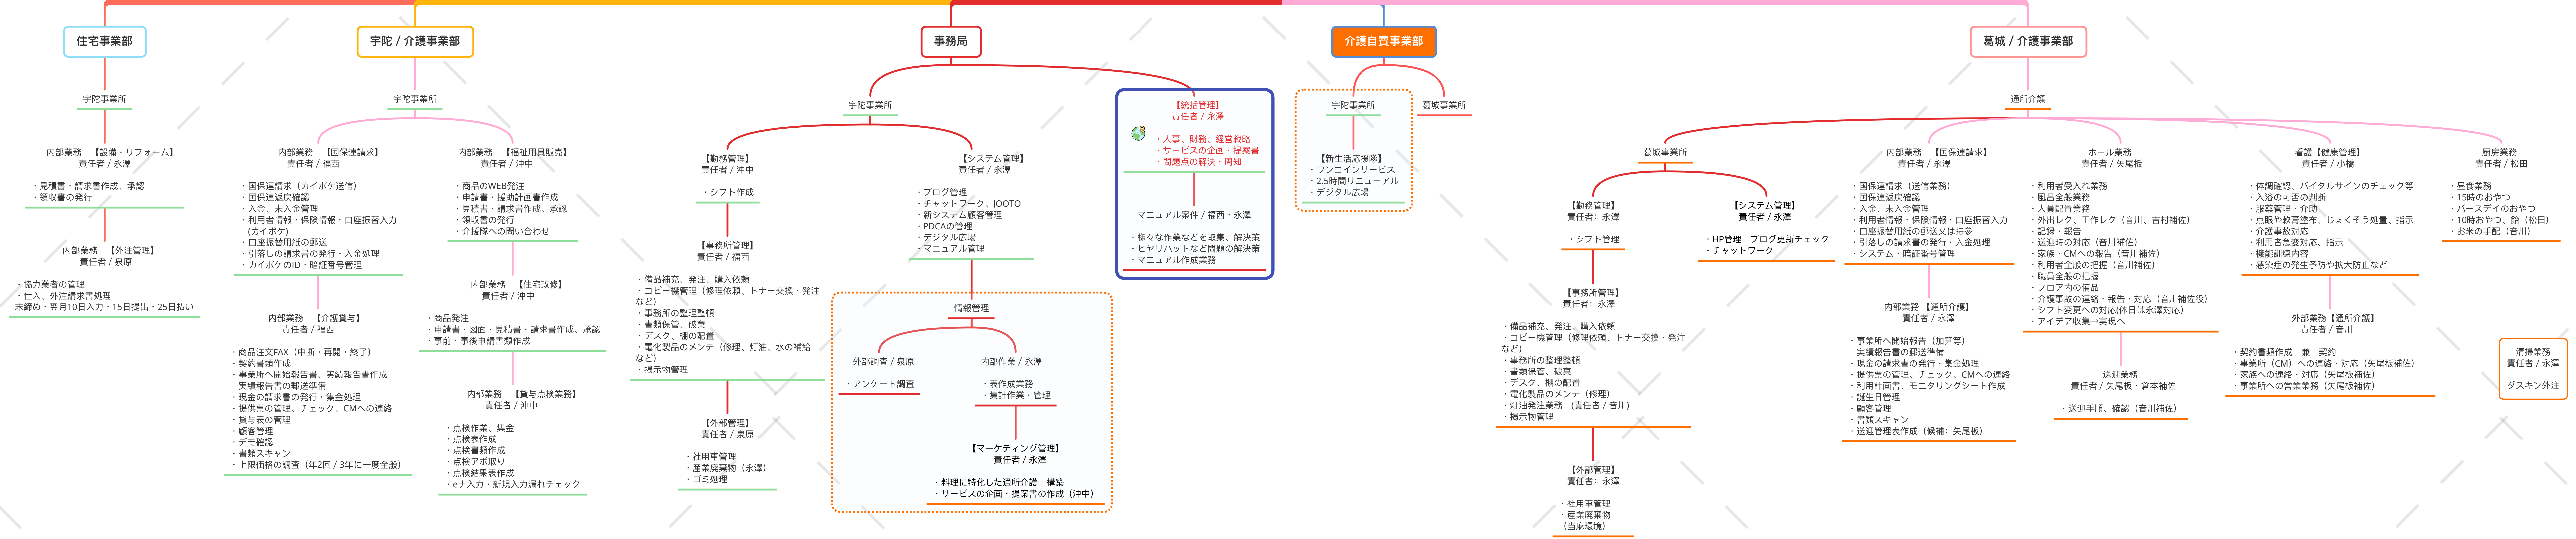 住宅事業部
宇陀事業所
内部業務　【設備・リフォーム】
責任者 / 永澤
・見積書・請求書作成、承認
・領収書の発行
内部業務　【外注管理】
責任者 / 泉原
・協力業者の管理
・仕入、外注請求書処理
末締め・翌月10日入力・15日提出・25日払い
宇陀 / 介護事業部
宇陀事業所
内部業務　【国保連請求】
責任者 / 福西
・国保連請求（カイポケ送信）
・国保連返戻確認
・入金、未入金管理
・利用者情報・保険情報・口座振替入力
(カイポケ)
・口座振替用紙の郵送
・引落しの請求書の発行・入金処理
・カイポケのID・暗証番号管理
内部業務　【介護貸与】
責任者 / 福西
・商品注文FAX（中断・再開・終了）
・契約書類作成
・事業所へ開始報告書、実績報告書作成
実績報告書の郵送準備
・現金の請求書の発行・集金処理
・提供票の管理、チェック、CMへの連絡
・貸与表の管理
・顧客管理
・デモ確認
・書類スキャン
・上限価格の調査（年2回 / 3年に一度全般）
内部業務　【福祉用具販売】
責任者 / 沖中
・商品のWEB発注
・申請書・援助計画書作成
・見積書・請求書作成、承認
・領収書の発行
・介援隊への問い合わせ
内部業務　【住宅改修】
責任者 / 沖中
・商品発注
・申請書・図面・見積書・請求書作成、承認
・事前・事後申請書類作成
内部業務　【貸与点検業務】
責任者 / 沖中
・点検作業、集金
・点検表作成
・点検書類作成
・点検アポ取り
・点検結果表作成
・eナ入力・新規入力漏れチェック
事務局
宇陀事業所
【勤務管理】
責任者 / 沖中
・シフト作成
【事務所管理】
責任者 / 福西
・備品補充、発注、購入依頼
・コピー機管理（修理依頼、トナー交換・発注
など）
・事務所の整理整頓
・書類保管、破棄
・デスク、棚の配置
・電化製品のメンテ（修理、灯油、水の補給
など）
・掲示物管理
【外部管理】
責任者 / 泉原
・社用車管理
・産業廃棄物（永澤）
・ゴミ処理
【システム管理】
責任者 / 永澤
・ブログ管理
・チャットワーク、JOOTO
・新システム顧客管理
・PDCAの管理
・デジタル広場
・マニュアル管理
情報管理
外部調査 / 泉原
・アンケート調査
内部作業 / 永澤
・表作成業務
・集計作業・管理
【マーケティング管理】
責任者 / 永澤
・料理に特化した通所介護　構築
・サービスの企画・提案書の作成（沖中）
【統括管理】
責任者 / 永澤
・人事、財務、経営戦略
・サービスの企画・提案書
・問題点の解決・周知
マニュアル案件 / 福西・永澤
・様々な作業などを取集、解決策
・ヒヤリハットなど問題の解決策
・マニュアル作成業務
介護自費事業部
宇陀事業所
【新生活応援隊】
・ワンコインサービス
・2.5時間リニューアル
・デジタル広場
葛城事業所
葛城 / 介護事業部
通所介護
葛城事業所
【勤務管理】
責任者：永澤
・シフト管理
【事務所管理】
責任者：永澤
・備品補充、発注、購入依頼
・コピー機管理（修理依頼、トナー交換・発注
など）
・事務所の整理整頓
・書類保管、破棄
・デスク、棚の配置
・電化製品のメンテ（修理）
・灯油発注業務　(責任者 / 音川)
・掲示物管理
【外部管理】
責任者：永澤
・社用車管理
・産業廃棄物
（当麻環境）
【システム管理】
責任者 / 永澤
・HP管理　ブログ更新チェック
・チャットワーク
内部業務　【国保連請求】
責任者 / 永澤
・国保連請求（送信業務）
・国保連返戻確認
・入金、未入金管理
・利用者情報・保険情報・口座振替入力
・口座振替用紙の郵送又は持参
・引落しの請求書の発行・入金処理
・システム・暗証番号管理
内部業務 【通所介護】
責任者 / 永澤
・事業所へ開始報告（加算等）
実績報告書の郵送準備
・現金の請求書の発行・集金処理
・提供票の管理、チェック、CMへの連絡
・利用計画書、モニタリングシート作成
・誕生日管理
・顧客管理
・書類スキャン
・送迎管理表作成（候補：矢尾板）
ホール業務
責任者 / 矢尾板
・利用者受入れ業務
・風呂全般業務
・人員配置業務
・外出レク、工作レク（音川、吉村補佐）
・記録・報告
・送迎時の対応（音川補佐）
・家族・CMへの報告（音川補佐）
・利用者全般の把握（音川補佐）
・職員全般の把握
・フロア内の備品
・介護事故の連絡・報告・対応（音川補佐役）
・シフト変更への対応(休日は永澤対応)
・アイデア収集→実現へ
送迎業務
責任者 / 矢尾板・倉本補佐
・送迎手順、確認（音川補佐）
看護【健康管理】
責任者 / 小橋
・体調確認、バイタルサインのチェック等
・入浴の可否の判断
・服薬管理・介助
・点眼や軟膏塗布、じょくそう処置、指示
・介護事故対応
・利用者急変対応、指示
・機能訓練内容
・感染症の発生予防や拡大防止など
外部業務【通所介護】
責任者 / 音川
・契約書類作成　兼　契約
・事業所（CM）への連絡・対応（矢尾板補佐）
・家族への連絡・対応（矢尾板補佐）
・事業所への営業業務（矢尾板補佐）
厨房業務
責任者 / 松田
・昼食業務
・15時のおやつ
・バースデイのおやつ
・10時おやつ、飴（松田）
・お米の手配（音川）
清掃業務
責任者 / 永澤
ダスキン外注